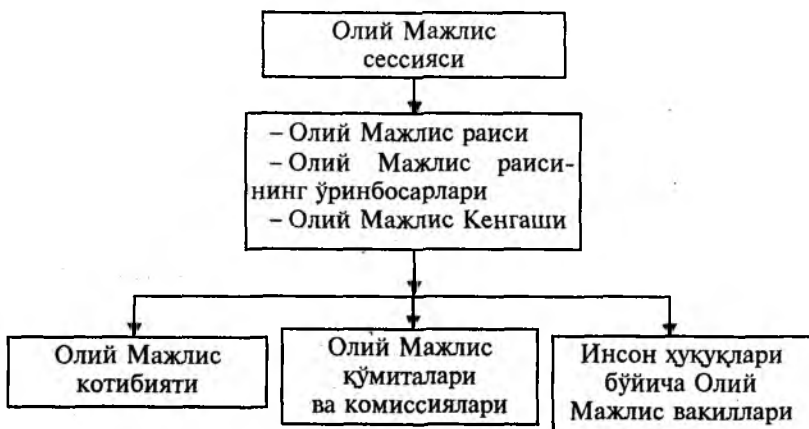 Олий Мажлис
сессияси
– Олий Мажлис раиси
– Олий Мажлис раиси-
нинг ўринбосарлари
– Олий Мажлис Кенгаши
Олий Мажлис
котибияти
Олий Мажлис
қўмиталари
ва комиссиялари
Инсон ҳуқуқлари
бўйича Олий
Мажлис вакиллари